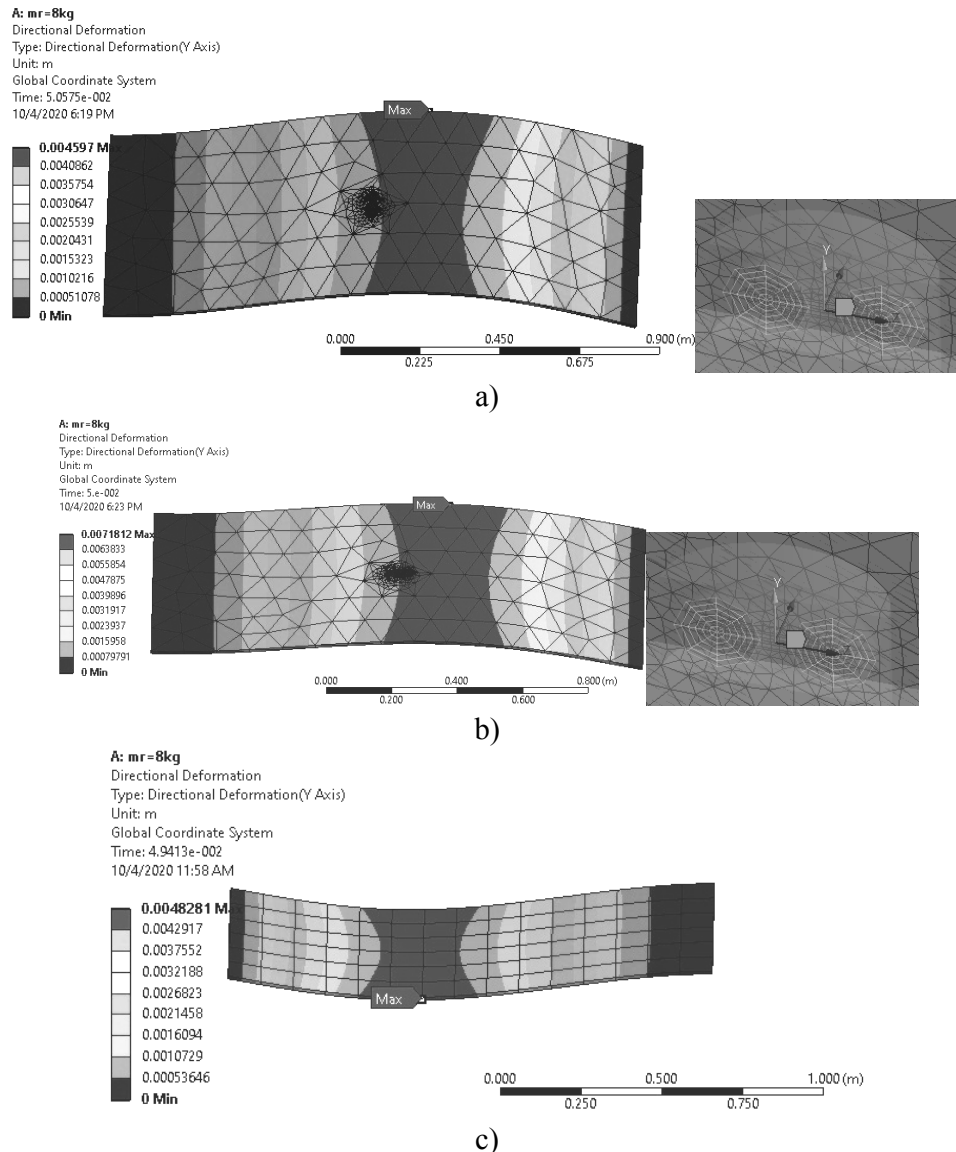 A: mr=8kg
Directional Deformation
Type: Directional Deformation(Y Axis)
Unit: m
Global Coordinate System
Time: 5.0575e-002
10/4/2020 6:19 PM
Max
0.004597 Max
0.0040862
0.0035754
0.0030647
0.0025539
0.0020431
0.0015323
0.0010216
0.00051078
0 Min
Y
0.000 0.450 0.900 (m)
0.225 0.675
a)
A: mr=8kg
Directional Deformation
Type: Directional Deformation(Y Axis)
Unit: m
Global Coordinate System
Time: 5.e-002
10/4/2020 6:23 PM
Max
0.0071812 Max
0.0063833
0.0055854
0.0047875
0.0039896
0.0031917
0.0023937
0.0015958
0.00079791
0 Min
Y
0.000 0.400 0.800 (m)
0.200 0.600
b)
A: mr=8kg
Directional Deformation
Type: Directional Deformation(Y Axis)
Unit: m
Global Coordinate System
Time: 4.9413e-002
10/4/2020 11:58 AM
0.0048281 Max
0.0042917
0.0037552
0.0032188
0.0026823
0.0021458
0.0016094
0.0010729
0.00053646
0 Min
Max
0.000 0.500 1.000 (m)
0.250 0.750
c)